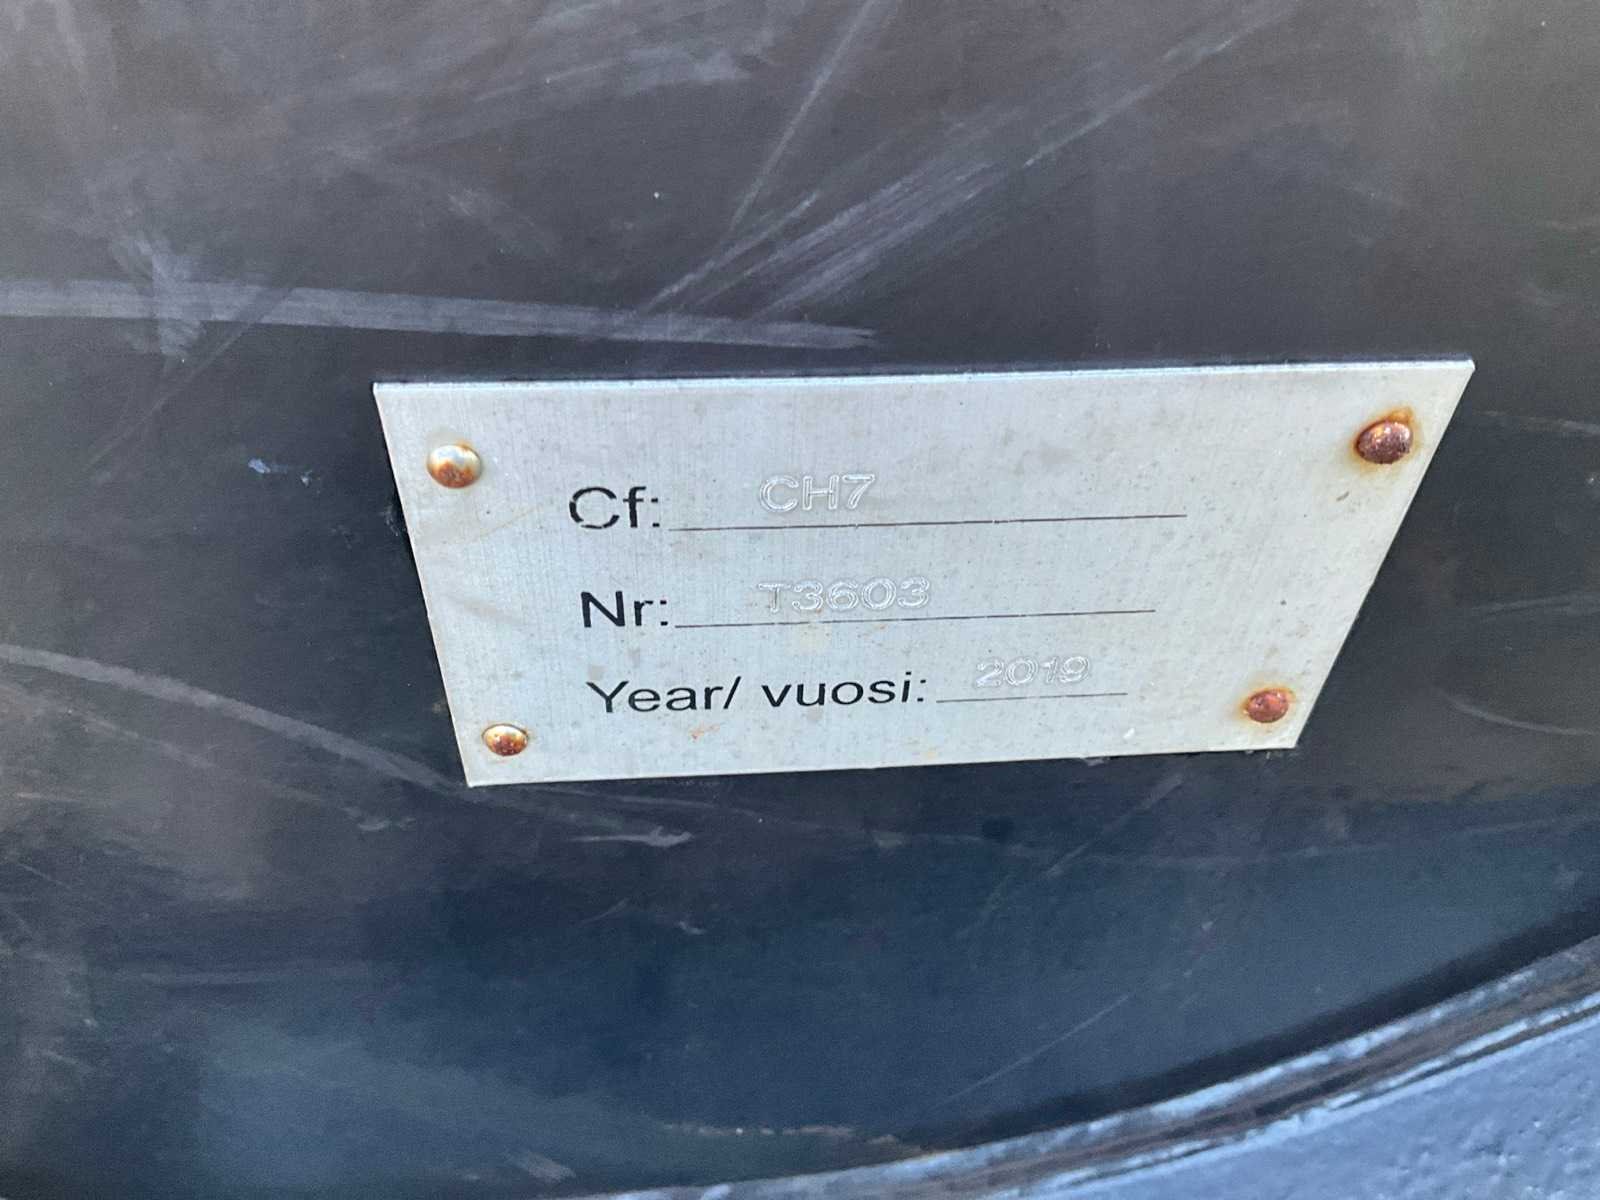 Cf: CH7
Nr: T3603
Year/ vuosi: 2019